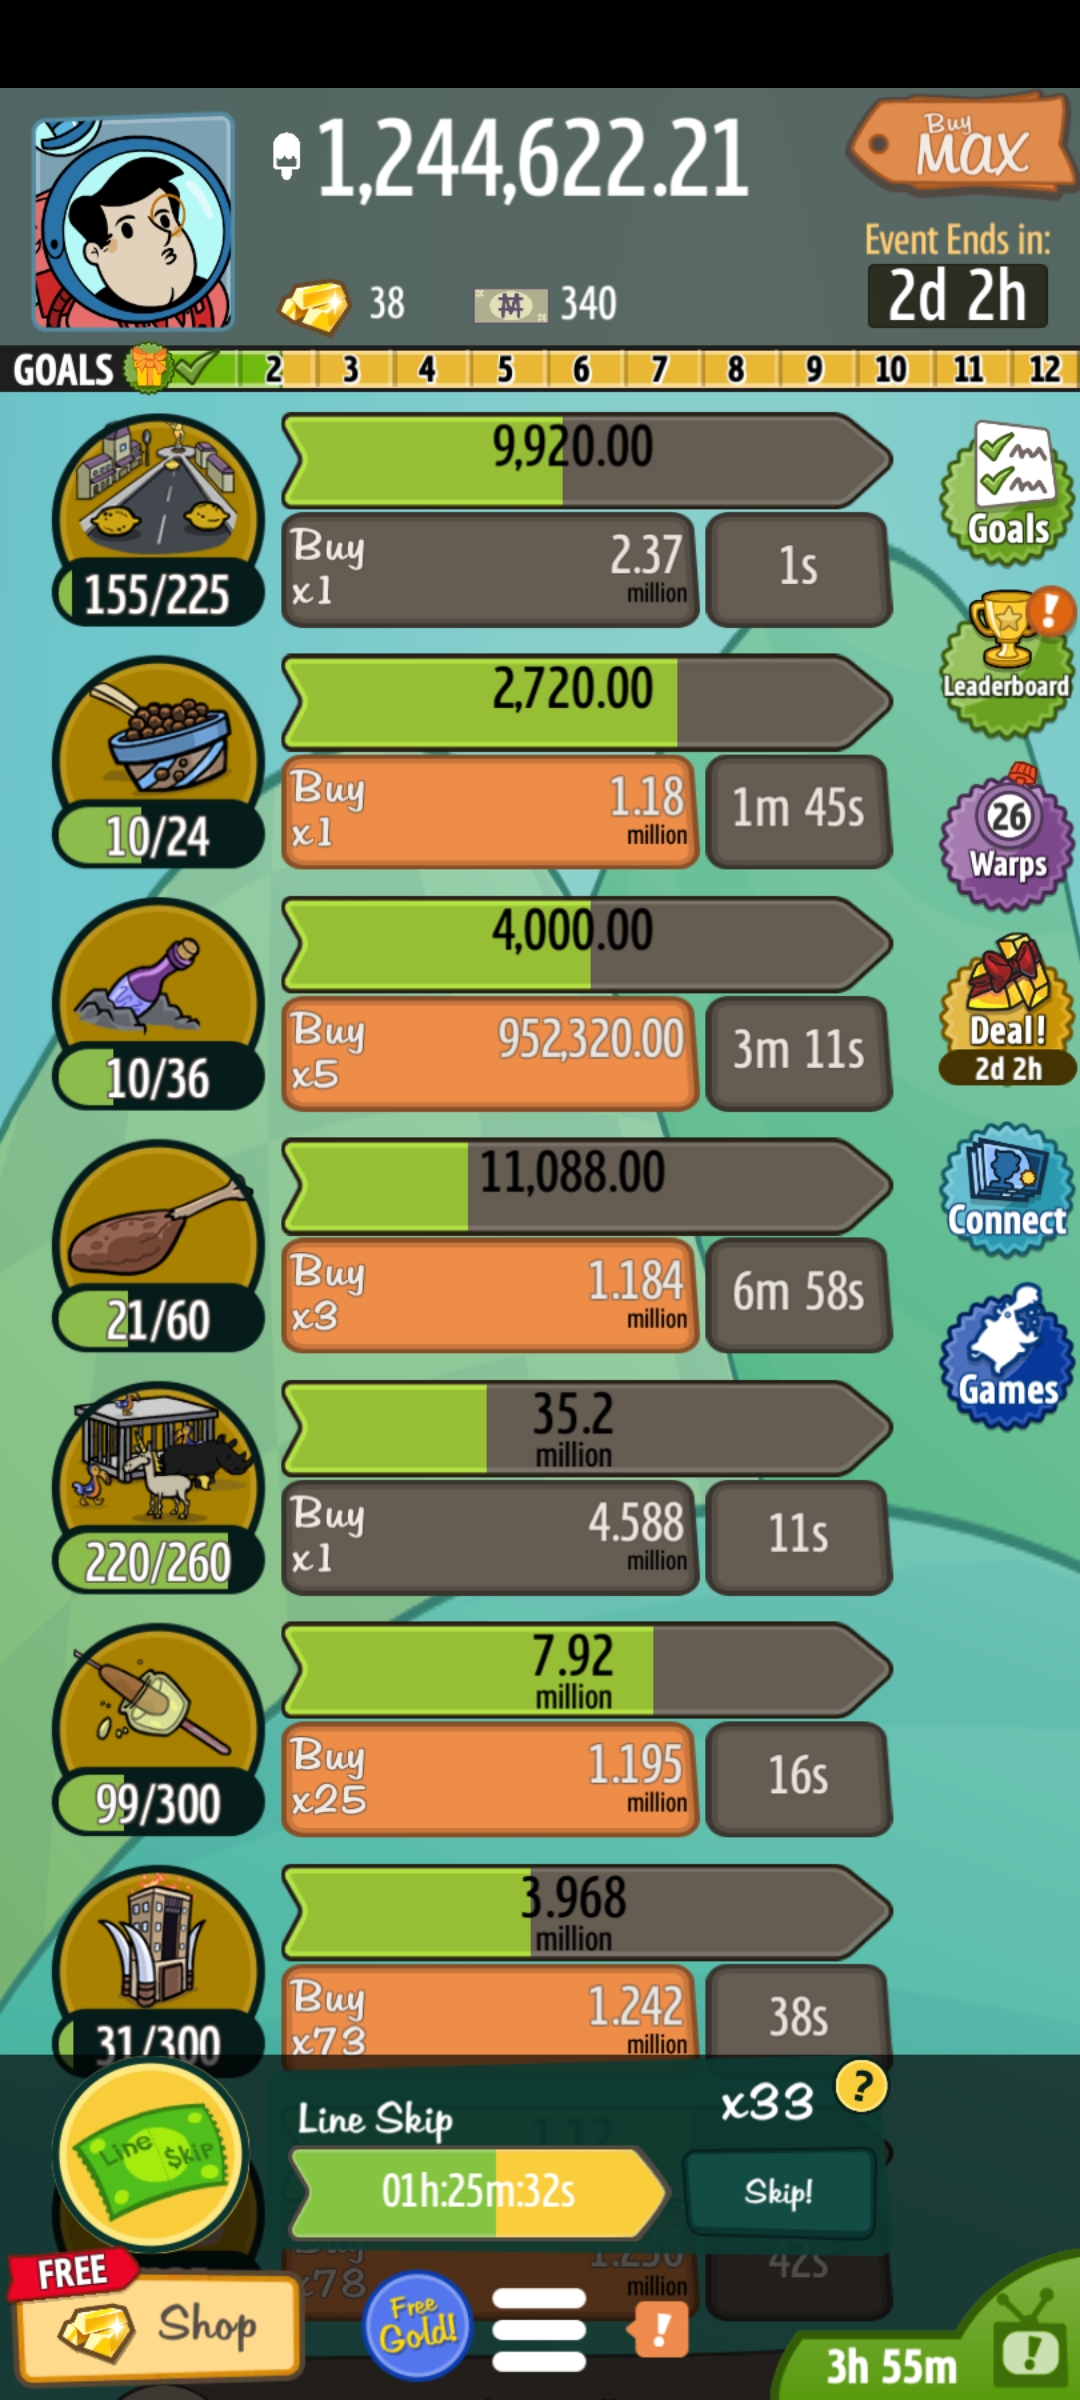 1,244,622.21
Buy
MAX
38
340
Event Ends in:
2d 2h
GOALS 2 3 4 5 6 7 8 9 10 11 12
9,920.00
155/225
Buy
x1
2.37
million
1s
Goals
2,720.00
10/24
Buy
x1
1.18
million
1m 45s
!
Leaderboard
4,000.00
10/36
Buy
x5
952,320.00
3m 11s
26
Warps
11,088.00
21/60
Buy
x3
1.184
million
6m 58s
Deal!
2d 2h
35.2
million
220/260
Buy
x1
4.588
million
11s
Connect
7.92
million
99/300
Buy
x25
1.195
million
16s
Games
3.968
million
31/300
Buy
x73
1.242
million
38s
Line $kip
Line Skip
x33
?
1.12
01h:25m:32s
Skip!
Buy
x78
million
42s
FREE
Shop
Free
Gold!
!
3h 55m
!